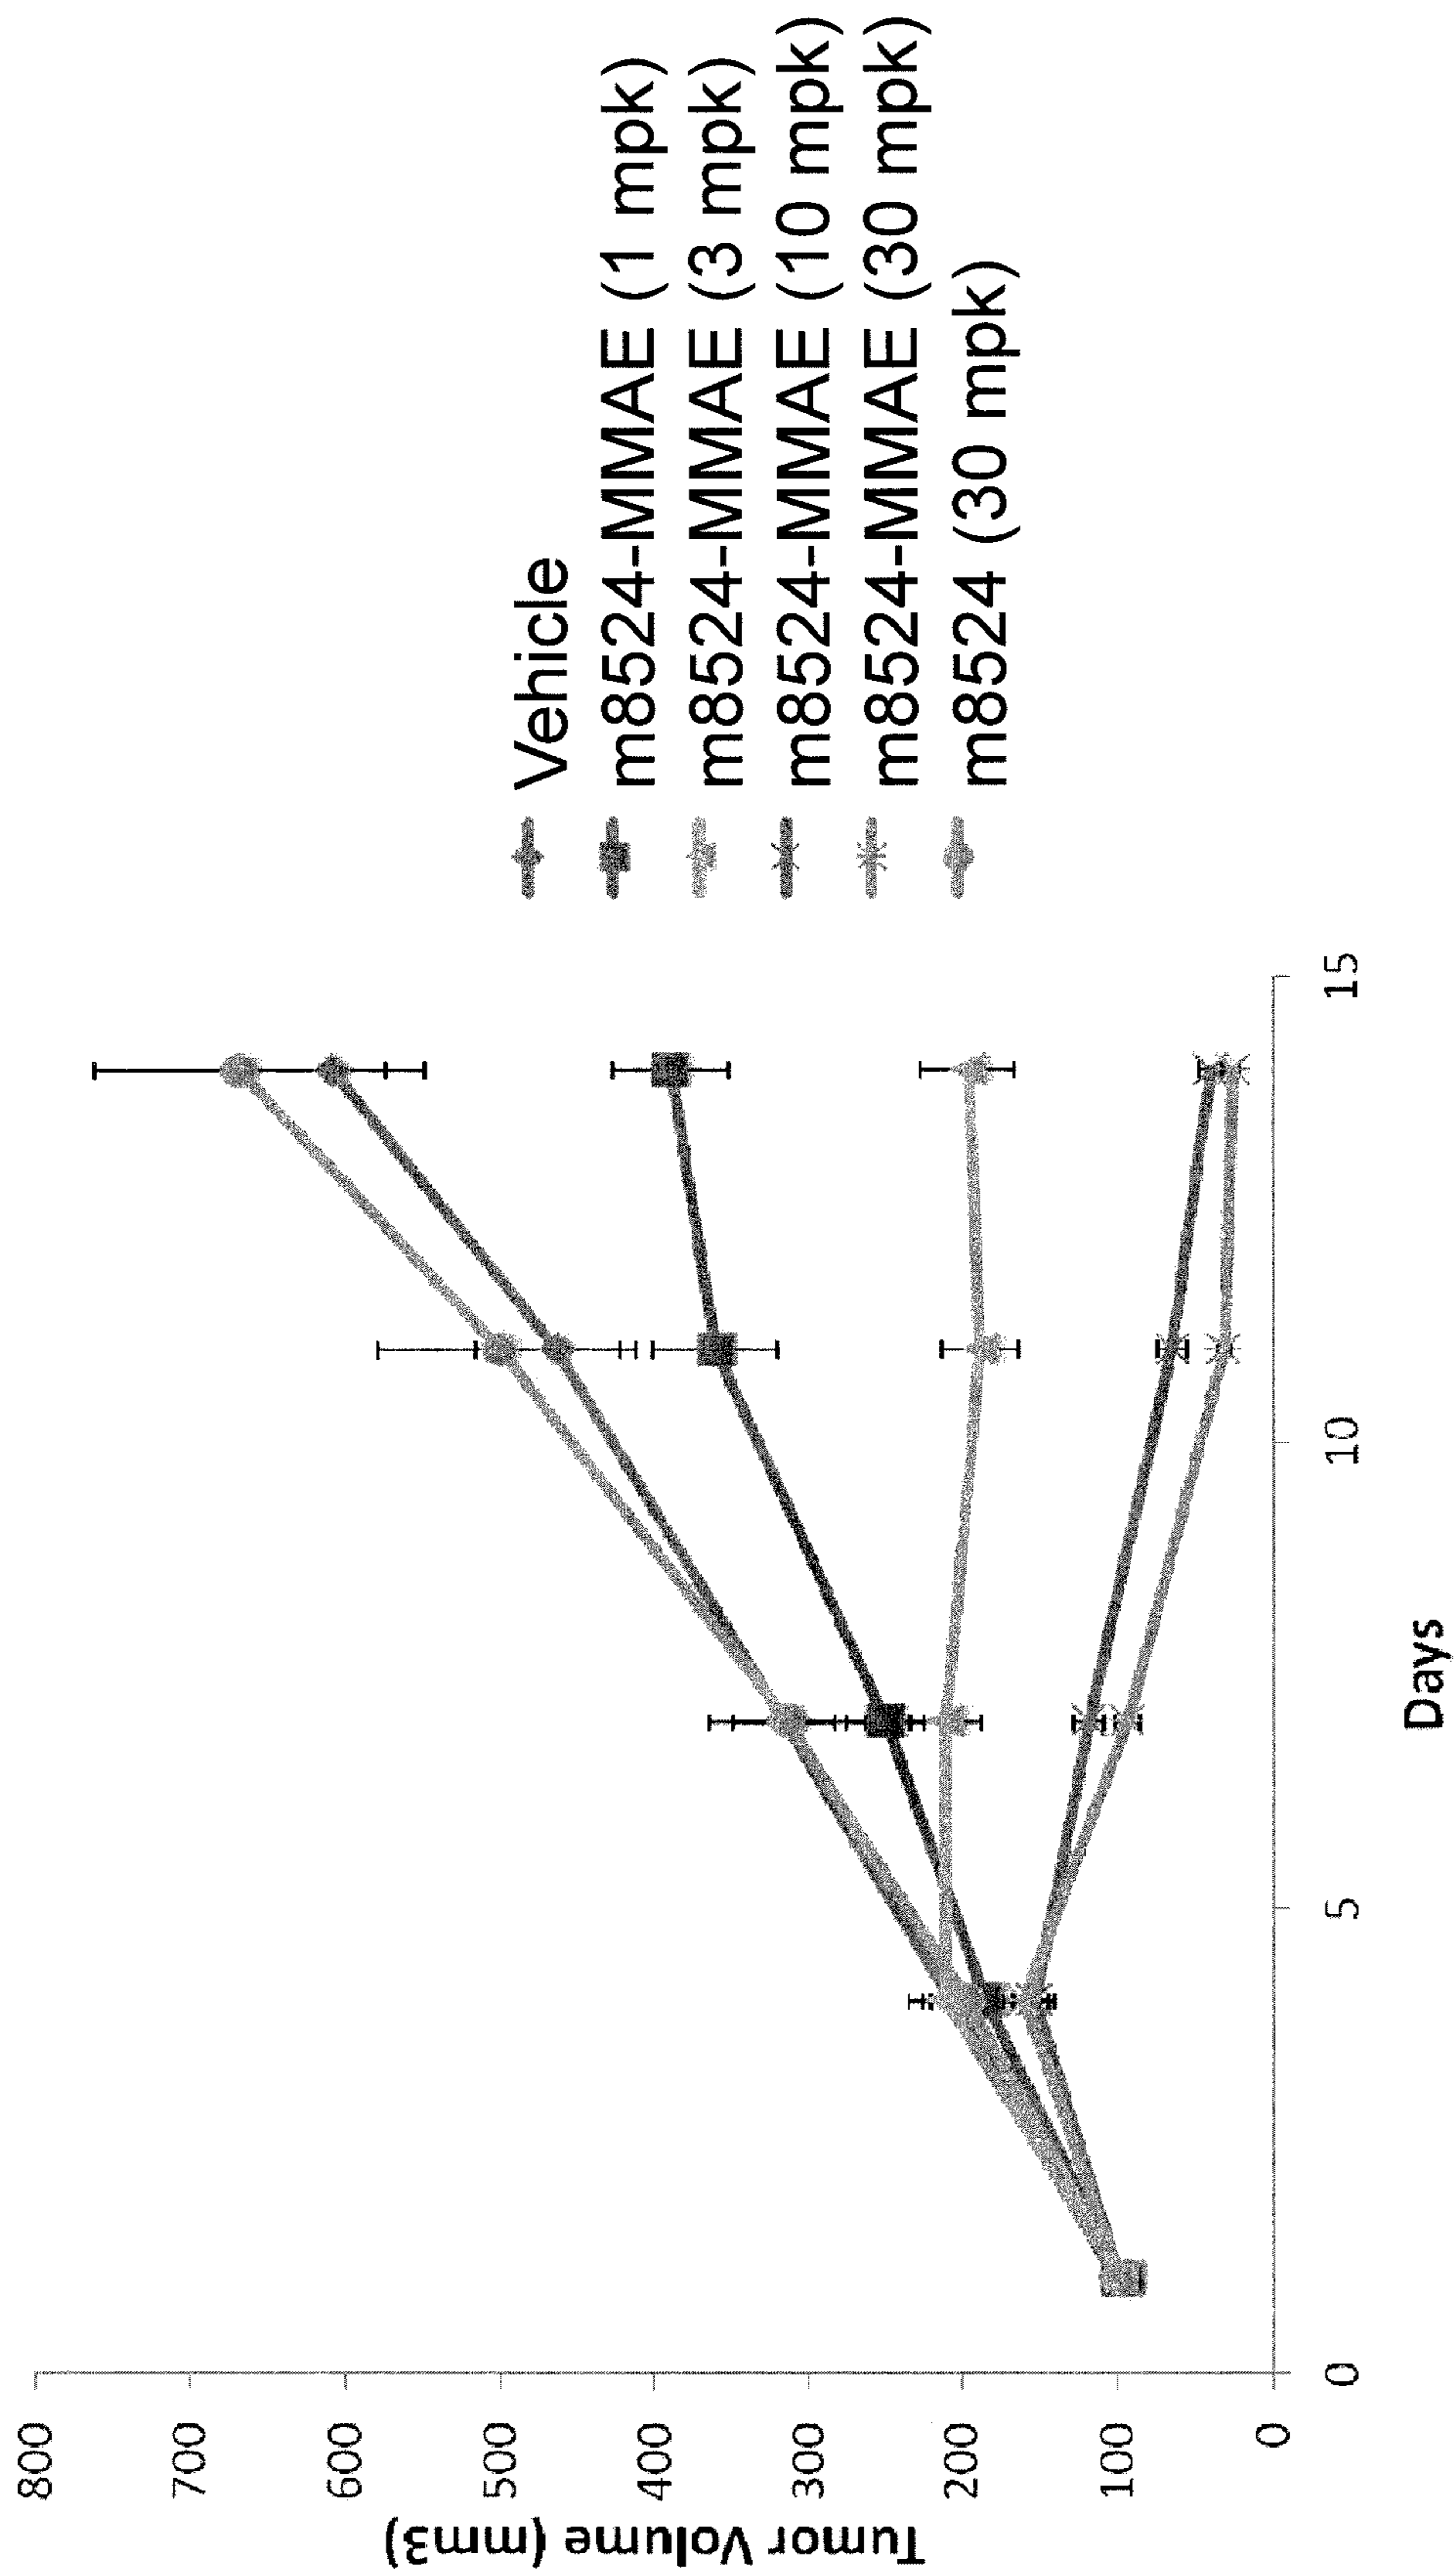 800
700
600
500
400
300
200
100
0
Tumor Volume (mm3)
0
5
10
15
Days
Vehicle
m8524-MMAE (1 mpk)
m8524-MMAE (3 mpk)
m8524-MMAE (10 mpk)
m8524-MMAE (30 mpk)
m8524 (30 mpk)